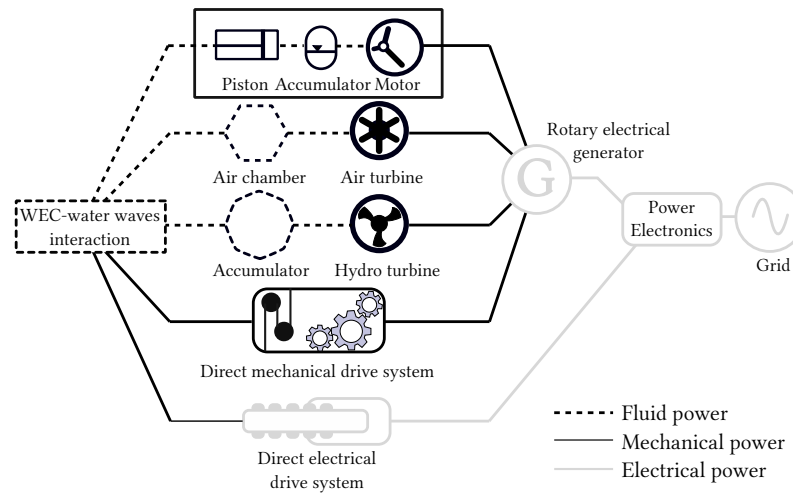 Piston Accumulator Motor
Rotary electrical
generator
G
Air chamber
Air turbine
WEC-water waves
interaction
Power
Electronics
Accumulator
Hydro turbine
Grid
Direct mechanical drive system
Direct electrical
drive system
Fluid power
Mechanical power
Electrical power